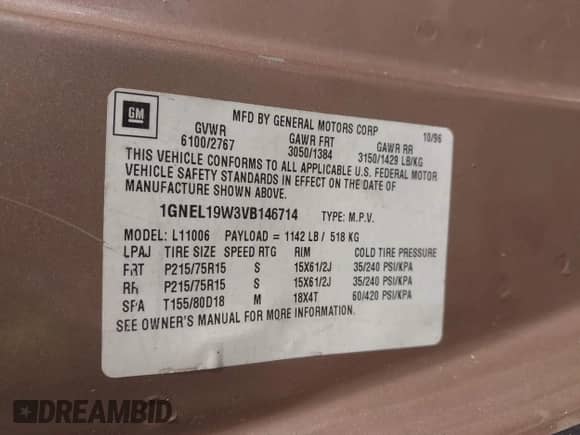 GM
MFD BY GENERAL MOTORS CORP 10/96
GVWR GAWR FRT GAWR RR
6100/2767 3050/1384 3150/1429 LB/KG
THIS VEHICLE CONFORMS TO ALL APPLICABLE U.S. FEDERAL MOTOR
VEHICLE SAFETY STANDARDS IN EFFECT ON THE DATE OF
MANUFACTURE SHOWN ABOVE.
1GNEL19W3VB146714 TYPE: M.P.V.
MODEL: L11006 PAYLOAD = 1142 LB / 518 KG
LPAJ TIRE SIZE SPEED RTG RIM COLD TIRE PRESSURE
FRT P215/75R15 S 15X61/2J 35/240 PSI/KPA
RR P215/75R15 S 15X61/2J 35/240 PSI/KPA
SPA T155/80D18 M 18X4T 60/420 PSI/KPA
SEE OWNER'S MANUAL FOR MORE INFORMATION.
DREAMBID